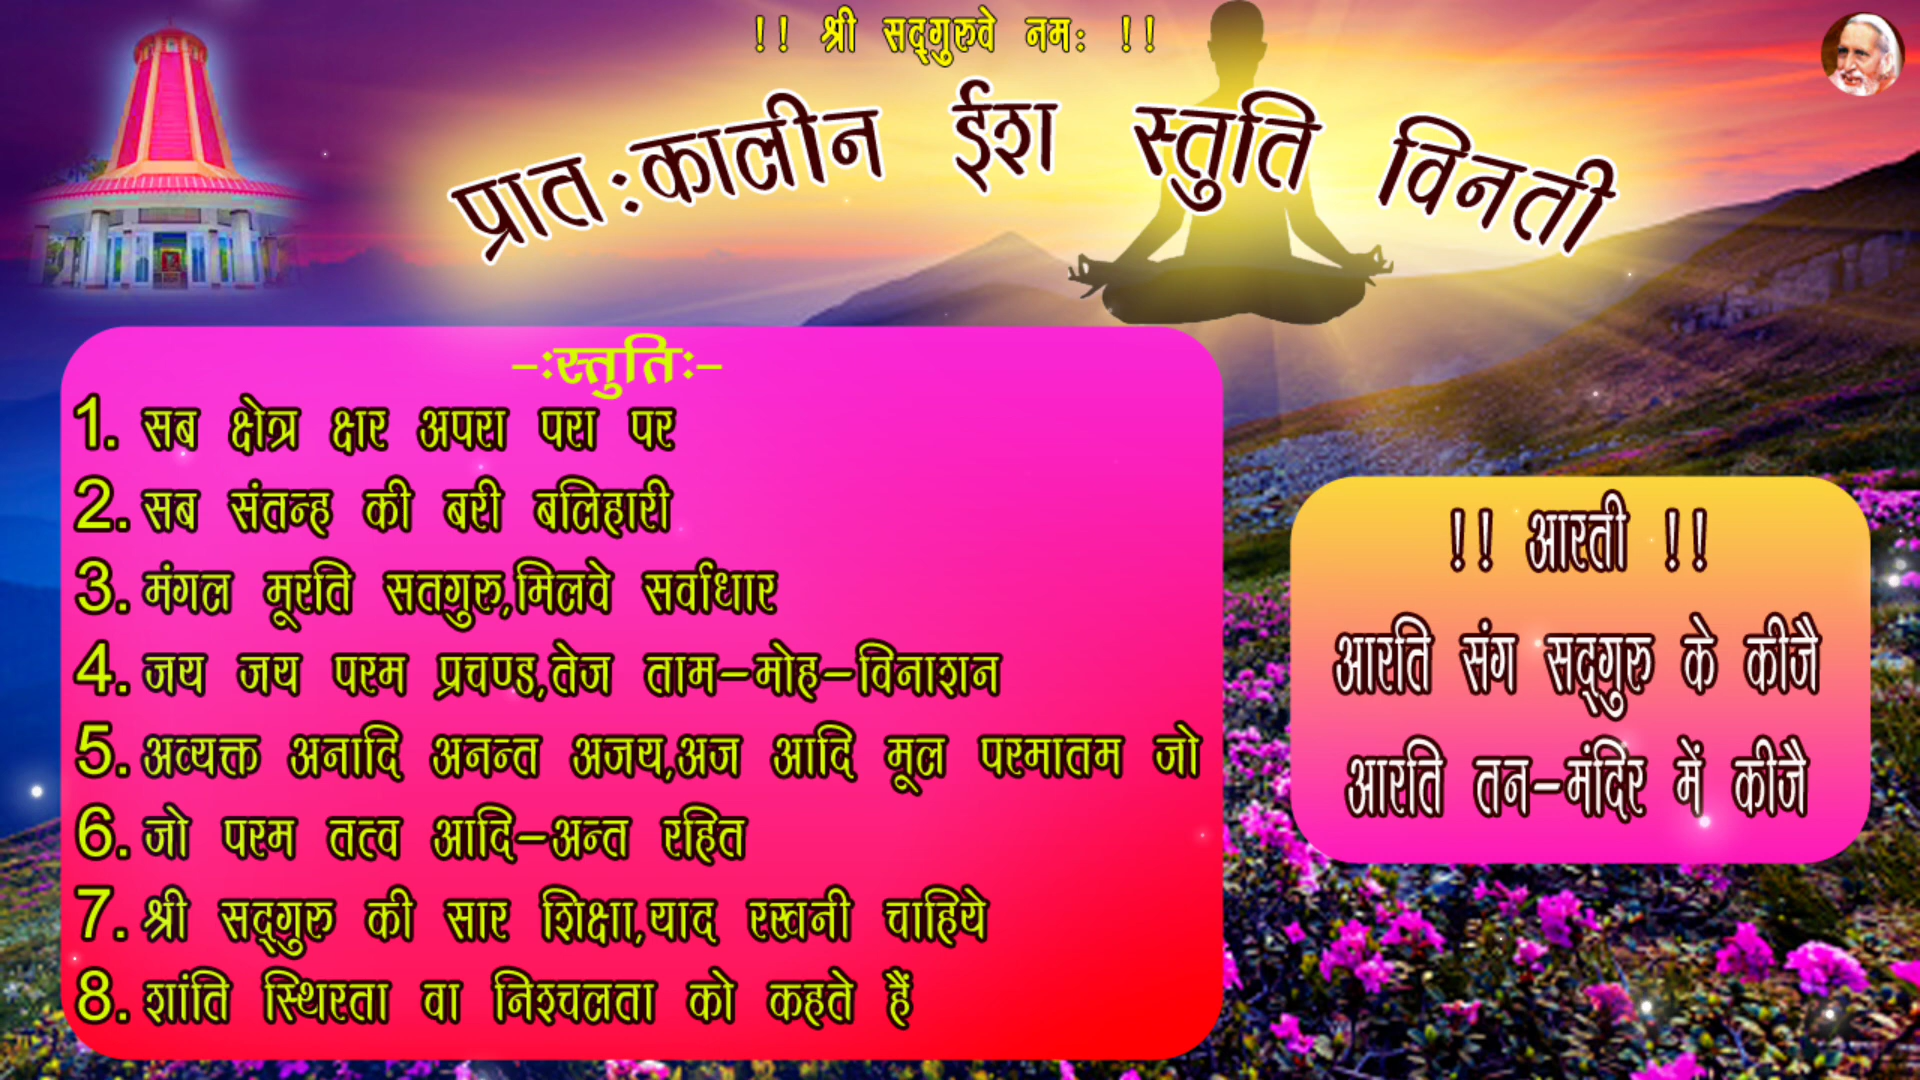 !! श्री सद्‌गुरुवे नमः !!
प्रातःकालीन ईश स्तुति विनती
-ःस्तुतिः-
1. सब क्षेत्र क्षर अपरा परा पर
2. सब संतन्ह की बरी बलिहारी
3. मंगल मूरति सतगुरु,मिलवे सर्वाधार
4. जय जय परम प्रचण्ड,तेज ताम-मोह-विनाशन
5. अव्यक्त अनादि अनन्त अजय,अज आदि मूल परमातम जो
6. जो परम तत्व आदि-अन्त रहित
7. श्री सद्‌गुरु की सार शिक्षा,याद रखनी चाहिये
8. शांति स्थिरता वा निश्चलता को कहते हैं
!! आरती !!
आरति संग सद्‌गुरु के कीजै
आरति तन-मंदिर में कीजै